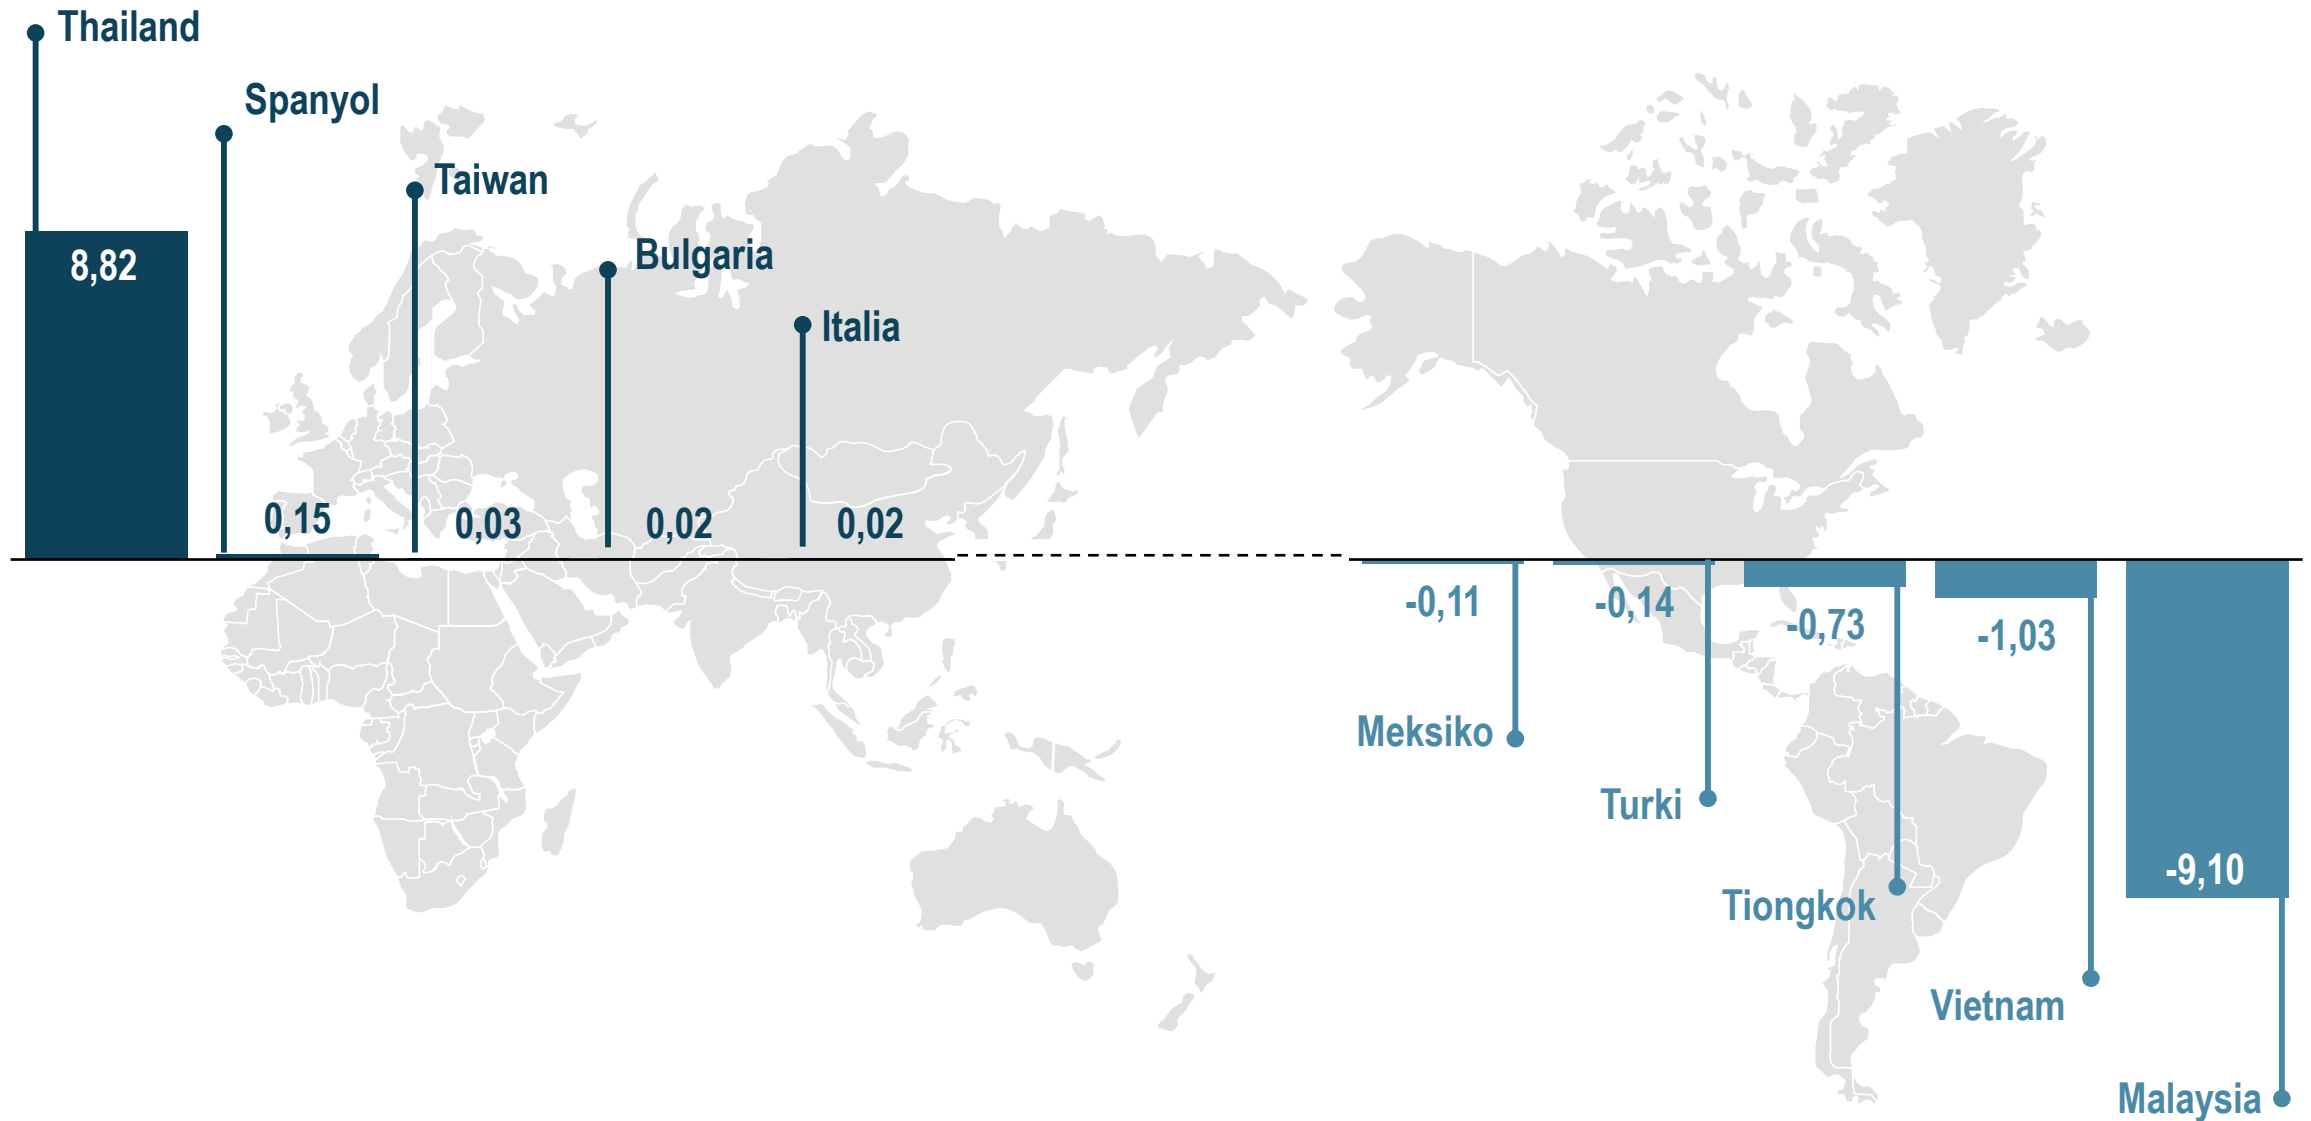 Thailand
8,82
Spanyol
0,15
Taiwan
0,03
Bulgaria
0,02
Italia
0,02
-0,11
Meksiko
-0,14
Turki
-0,73
Tiongkok
-1,03
Vietnam
-9,10
Malaysia